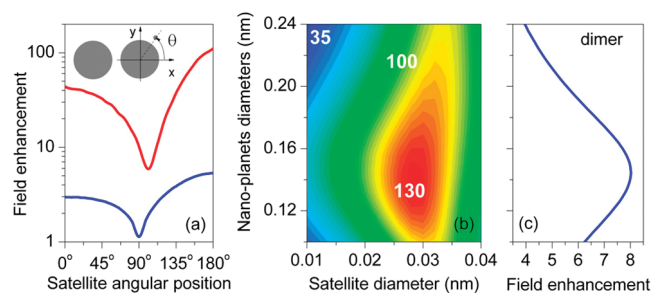 100
10
1
Field enhancement
y
θ
x
(a)
0° 45° 90° 135° 180°
Satellite angular position
Nano-planets diameters (nm)
0.24
0.20
0.16
0.12
35
100
130
(b)
0.01 0.02 0.03 0.04
Satellite diameter (nm)
dimer
(c)
4 5 6 7 8
Field enhancement